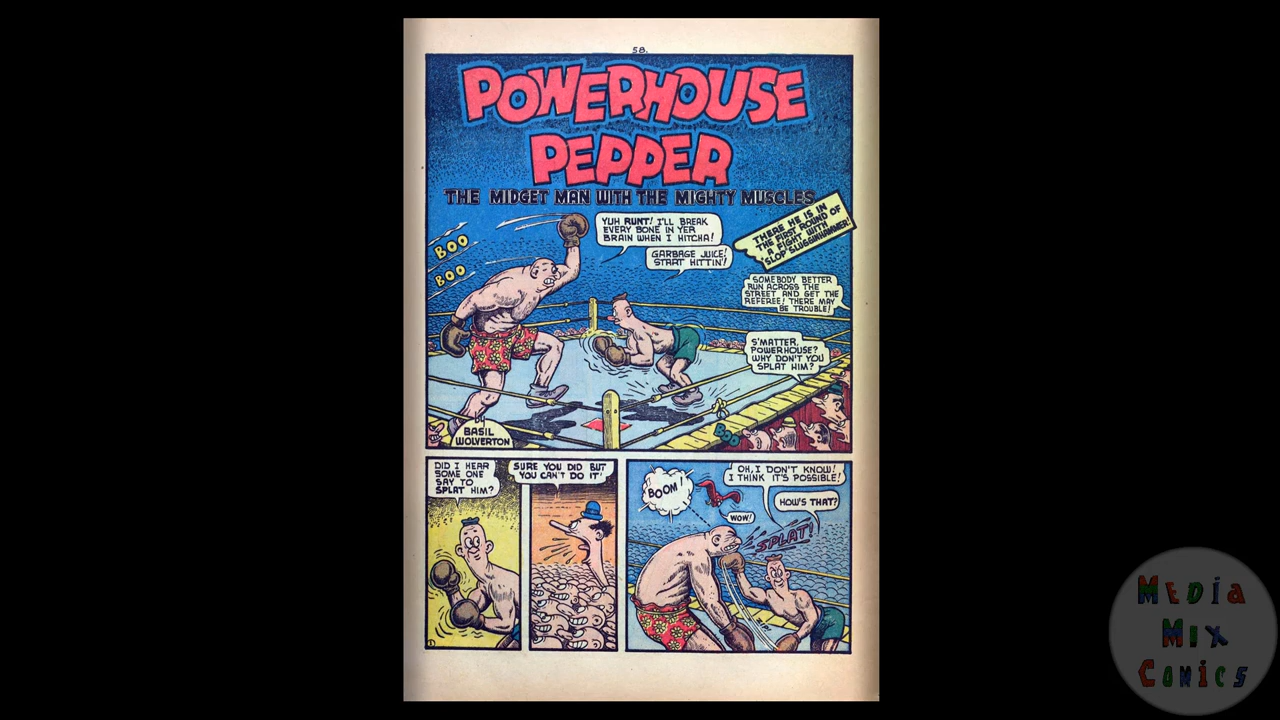 58.
POWERHOUSE
PEPPER
THE MIDGET MAN WITH THE MIGHTY MUSCLES
BOO
BOO
YUH RUNT! I'LL BREAK
EVERY BONE IN YER
BRAIN WHEN I HITCHA!
GARBAGE JUICE!
START HITTIN'!
THERE HE IS IN
THE FIRST ROUND OF
A FIGHT WITH
'SLOP' SLUGGHAMMER!
SOMEBODY BETTER
RUN ACROSS THE
STREET AND GET THE
REFEREE! THERE MAY
BE TROUBLE!
S'MATTER,
POWERHOUSE?
WHY DON'T YOU
SPLAT HIM?
BOO
by
BASIL
WOLVERTON
DID I HEAR
SOME ONE
SAY TO
SPLAT HIM?
SURE YOU DID BUT
YOU CAN'T DO IT!
BOOM!
OH, I DON'T KNOW!
I THINK IT'S POSSIBLE!
HOW'S THAT?
WOW!
SPLAT!
MEDiA
MiX
COMiCS